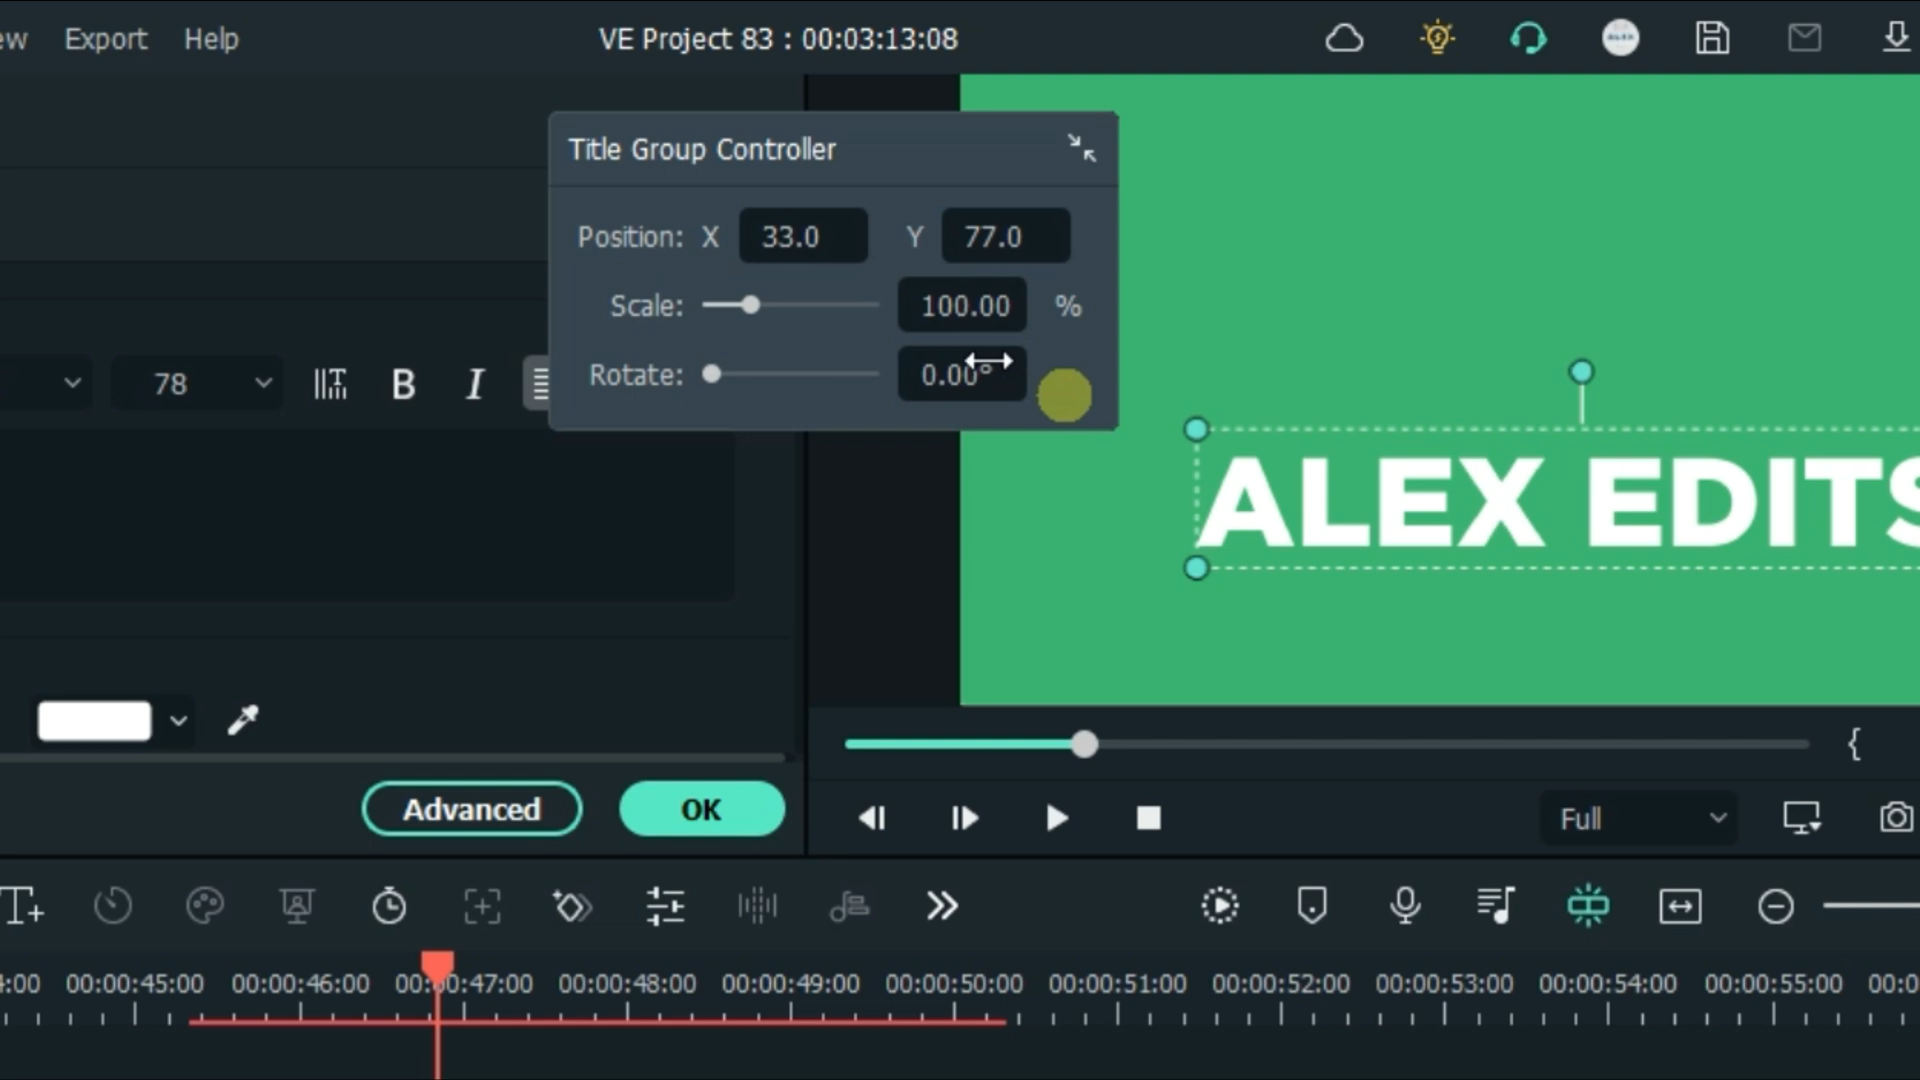 ew Export Help VE Project 83 : 00:03:13:08
Title Group Controller
Position: X 33.0 Y 77.0
Scale: 100.00 %
Rotate: 0.00°
78 B I
ALEX EDITS
Advanced OK
Full
4:00 00:00:45:00 00:00:46:00 00:00:47:00 00:00:48:00 00:00:49:00 00:00:50:00 00:00:51:00 00:00:52:00 00:00:53:00 00:00:54:00 00:00:55:00 00:0